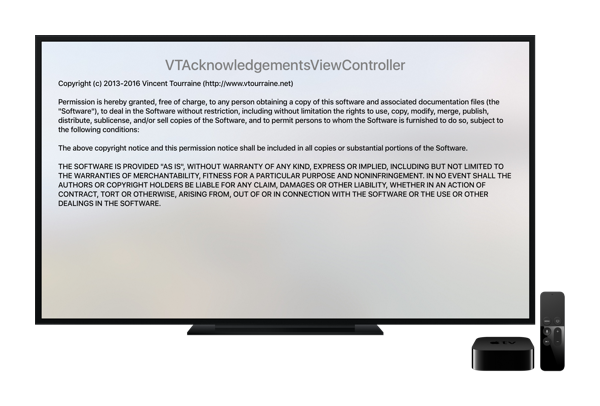 VTAcknowledgementsViewController
Copyright (c) 2013-2016 Vincent Tourraine (http://www.vtourraine.net)
Permission is hereby granted, free of charge, to any person obtaining a copy of this software and associated documentation files (the
"Software"), to deal in the Software without restriction, including without limitation the rights to use, copy, modify, merge, publish,
distribute, sublicense, and/or sell copies of the Software, and to permit persons to whom the Software is furnished to do so, subject to
the following conditions:
The above copyright notice and this permission notice shall be included in all copies or substantial portions of the Software.
THE SOFTWARE IS PROVIDED "AS IS", WITHOUT WARRANTY OF ANY KIND, EXPRESS OR IMPLIED, INCLUDING BUT NOT LIMITED TO
THE WARRANTIES OF MERCHANTABILITY, FITNESS FOR A PARTICULAR PURPOSE AND NONINFRINGEMENT. IN NO EVENT SHALL THE
AUTHORS OR COPYRIGHT HOLDERS BE LIABLE FOR ANY CLAIM, DAMAGES OR OTHER LIABILITY, WHETHER IN AN ACTION OF
CONTRACT, TORT OR OTHERWISE, ARISING FROM, OUT OF OR IN CONNECTION WITH THE SOFTWARE OR THE USE OR OTHER
DEALINGS IN THE SOFTWARE.